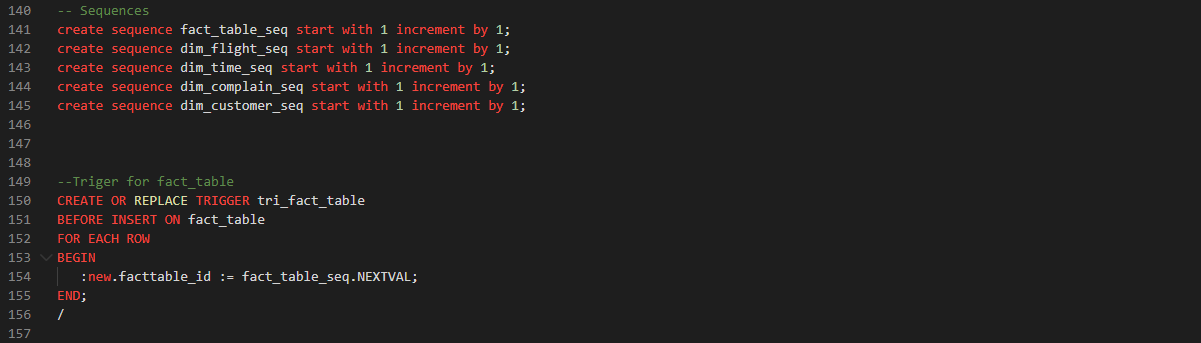 140 -- Sequences
141 create sequence fact_table_seq start with 1 increment by 1;
142 create sequence dim_flight_seq start with 1 increment by 1;
143 create sequence dim_time_seq start with 1 increment by 1;
144 create sequence dim_complain_seq start with 1 increment by 1;
145 create sequence dim_customer_seq start with 1 increment by 1;
146
147
148
149 --Triger for fact_table
150 CREATE OR REPLACE TRIGGER tri_fact_table
151 BEFORE INSERT ON fact_table
152 FOR EACH ROW
153 BEGIN
154 :new.facttable_id := fact_table_seq.NEXTVAL;
155 END;
156 /
157